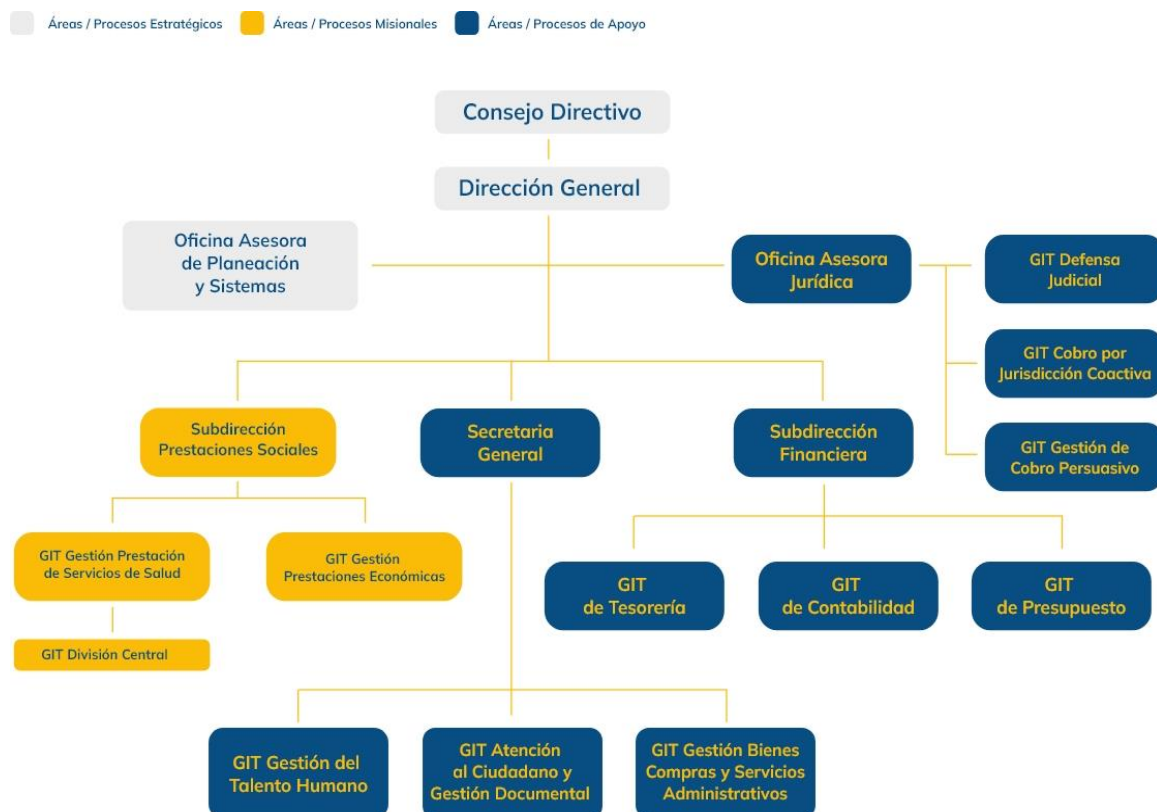 Áreas / Procesos Estratégicos
Áreas / Procesos Misionales
Áreas / Procesos de Apoyo
Consejo Directivo
Dirección General
Oficina Asesora
de Planeación
y Sistemas
Oficina Asesora
Jurídica
GIT Defensa
Judicial
GIT Cobro por
Jurisdicción Coactiva
GIT Gestión de
Cobro Persuasivo
Subdirección
Prestaciones Sociales
Secretaria
General
Subdirección
Financiera
GIT Gestión Prestación
de Servicios de Salud
GIT Gestión
Prestaciones Económicas
GIT
de Tesorería
GIT
de Contabilidad
GIT
de Presupuesto
GIT División Central
GIT Gestión del
Talento Humano
GIT Atención
al Ciudadano y
Gestión Documental
GIT Gestión Bienes
Compras y Servicios
Administrativos